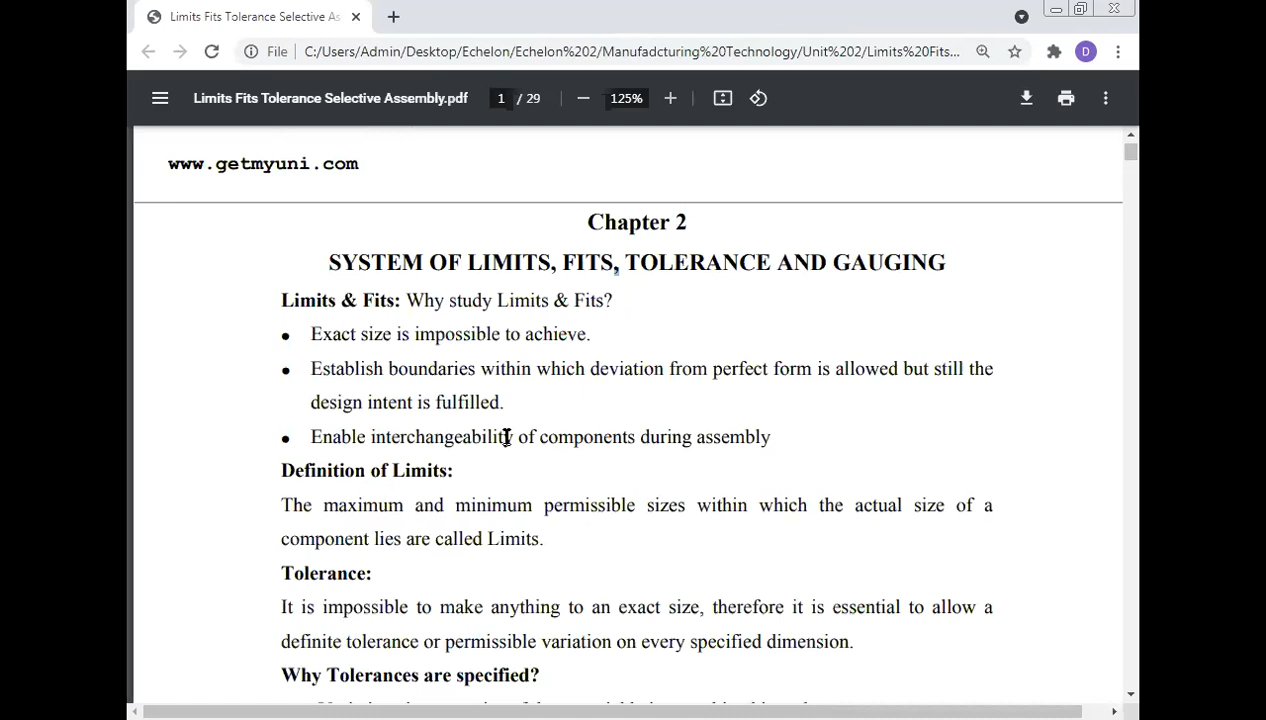 Limits Fits Tolerance Selective As
File C:/Users/Admin/Desktop/Echelon/Echelon%202/Manufadcturing%20Technology/Unit%202/Limits%20Fits... D
Limits Fits Tolerance Selective Assembly.pdf 1 / 29 125%
www.getmyuni.com
Chapter 2
SYSTEM OF LIMITS, FITS, TOLERANCE AND GAUGING
Limits & Fits: Why study Limits & Fits?
• Exact size is impossible to achieve.
• Establish boundaries within which deviation from perfect form is allowed but still the
design intent is fulfilled.
• Enable interchangeability of components during assembly
Definition of Limits:
The maximum and minimum permissible sizes within which the actual size of a
component lies are called Limits.
Tolerance:
It is impossible to make anything to an exact size, therefore it is essential to allow a
definite tolerance or permissible variation on every specified dimension.
Why Tolerances are specified?